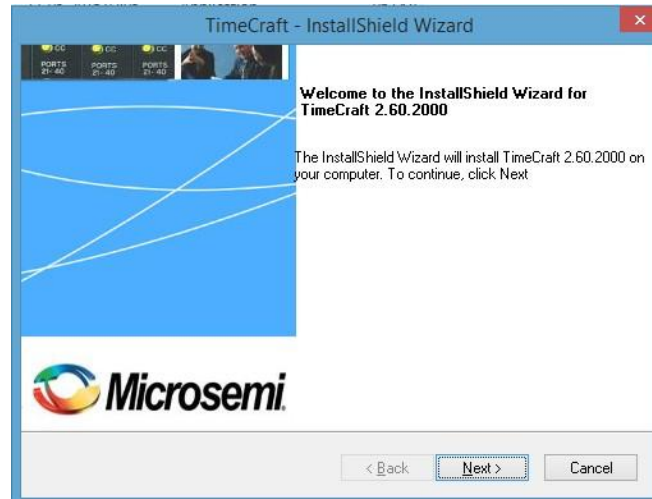 TimeCraft - InstallShield Wizard
CC CC CC
PORTS PORTS PORTS
21-40 21-40 21-40
Welcome to the InstallShield Wizard for
TimeCraft 2.60.2000
The InstallShield Wizard will install TimeCraft 2.60.2000 on
your computer. To continue, click Next
Microsemi.
< Back Next > Cancel